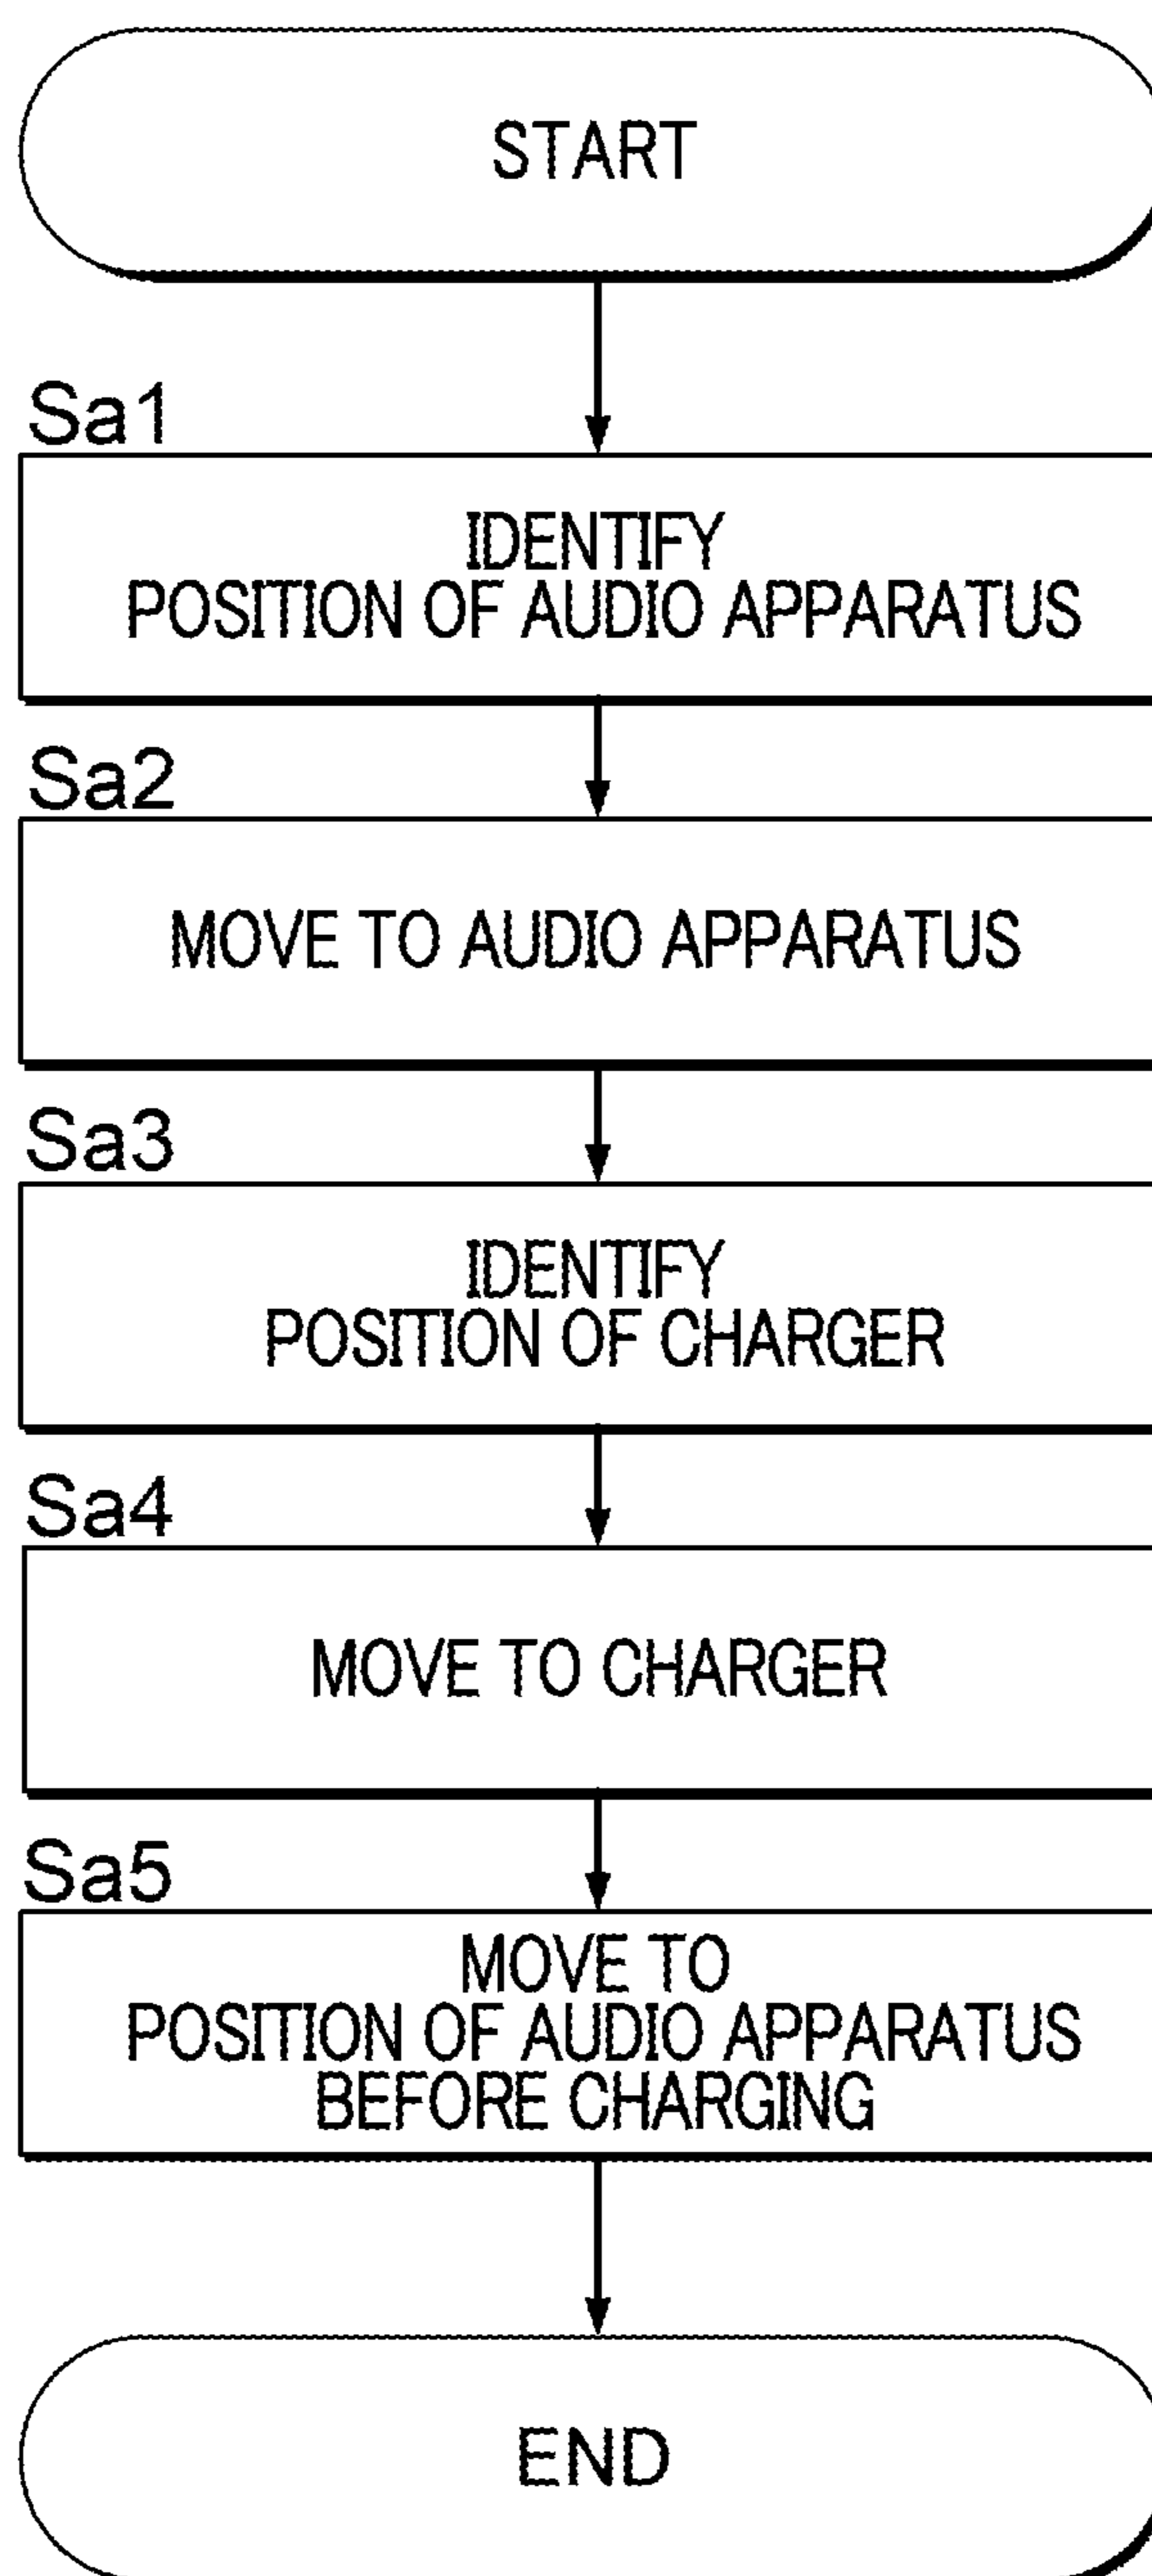 START
Sa1
IDENTIFY
POSITION OF AUDIO APPARATUS
Sa2
MOVE TO AUDIO APPARATUS
Sa3
IDENTIFY
POSITION OF CHARGER
Sa4
MOVE TO CHARGER
Sa5
MOVE TO
POSITION OF AUDIO APPARATUS
BEFORE CHARGING
END